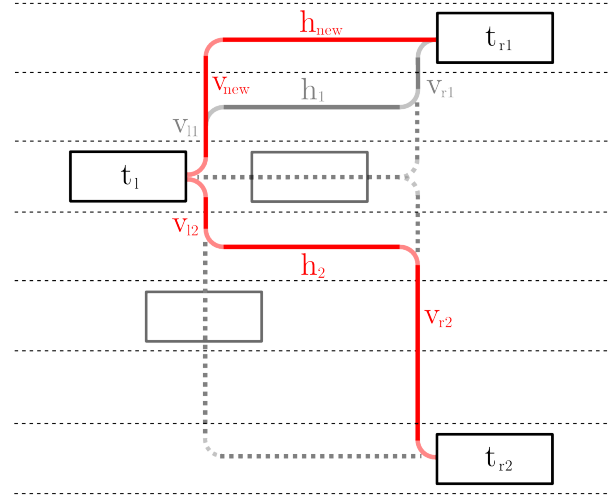 h_new
t_r1
v_new
h_1
v_r1
v_l1
t_l
v_l2
h_2
v_r2
t_r2